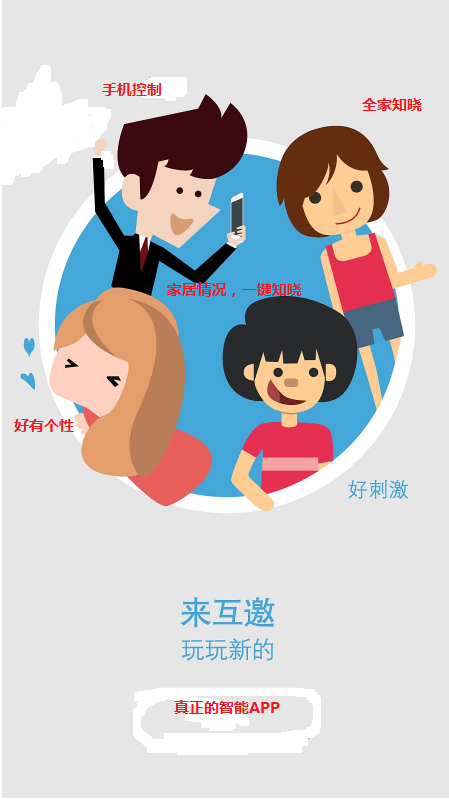 手机控制
全家知晓
家居情况，一键知晓
好有个性
好刺激
来互邀
玩玩新的
真正的智能APP